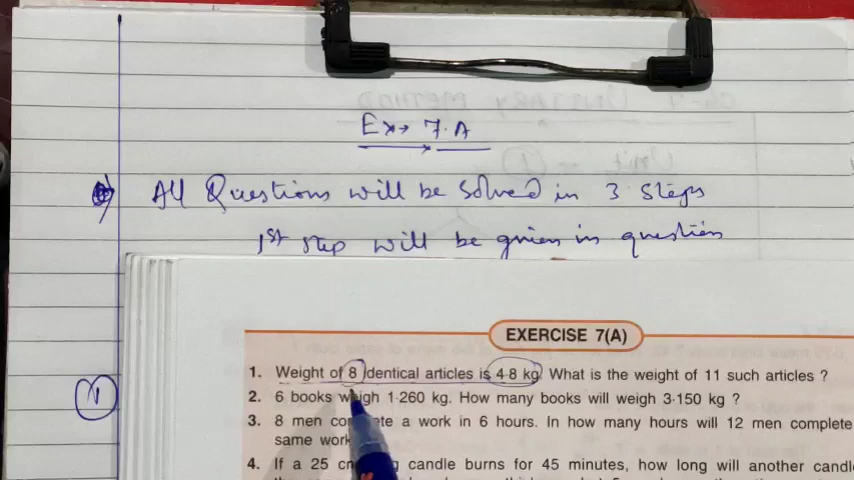 Ex→ 7.A
All Questions will be solved in 3 steps
1st step will be given in question
EXERCISE 7(A)
1. Weight of 8 identical articles is 4·8 kg. What is the weight of 11 such articles ?
2. 6 books weigh 1·260 kg. How many books will weigh 3·150 kg ?
3. 8 men complete a work in 6 hours. In how many hours will 12 men complete
same work
4. If a 25 cm candle burns for 45 minutes, how long will another candle